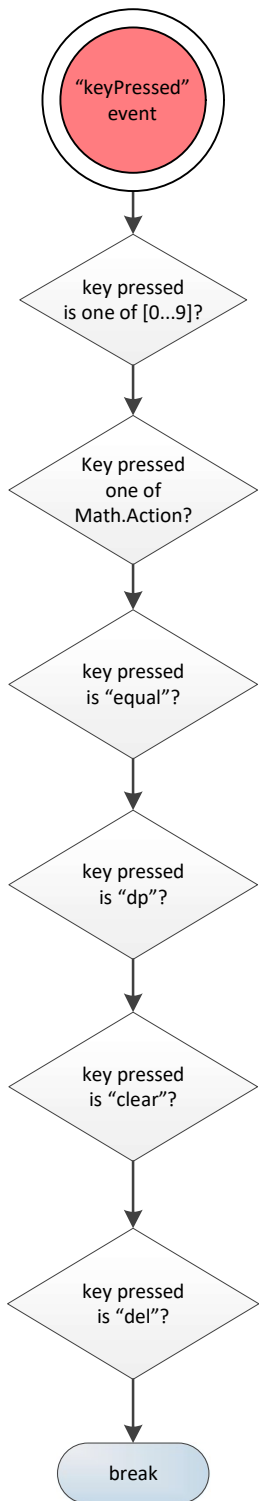 “keyPressed”
event
key pressed
is one of [0...9]?
Key pressed
one of
Math.Action?
key pressed
is “equal”?
key pressed
is “dp”?
key pressed
is “clear”?
key pressed
is “del”?
break